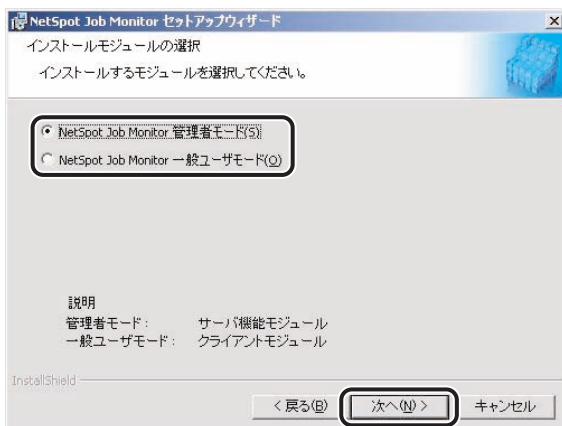 NetSpot Job Monitor セットアップウィザード
インストールモジュールの選択
インストールするモジュールを選択してください。
NetSpot Job Monitor 管理者モード(S)
NetSpot Job Monitor 一般ユーザモード(O)
説明
管理者モード： サーバ機能モジュール
一般ユーザモード： クライアントモジュール
InstallShield
< 戻る(B) 次へ(N) > キャンセル